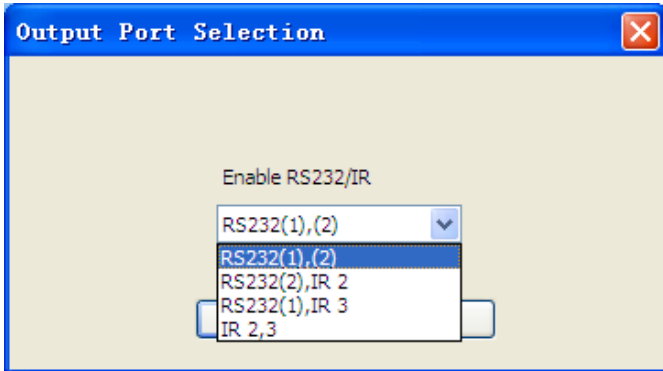 Output Port Selection
Enable RS232/IR
RS232(1),(2)
RS232(1),(2)
RS232(2),IR 2
RS232(1),IR 3
IR 2,3